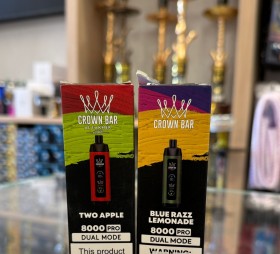 CROWN BAR
TWO APPLE
8000 PRO
DUAL MODE
This product
CROWN BAR
BLUE RAZZ
LEMONADE
8000 PRO
DUAL MODE
WARNING: